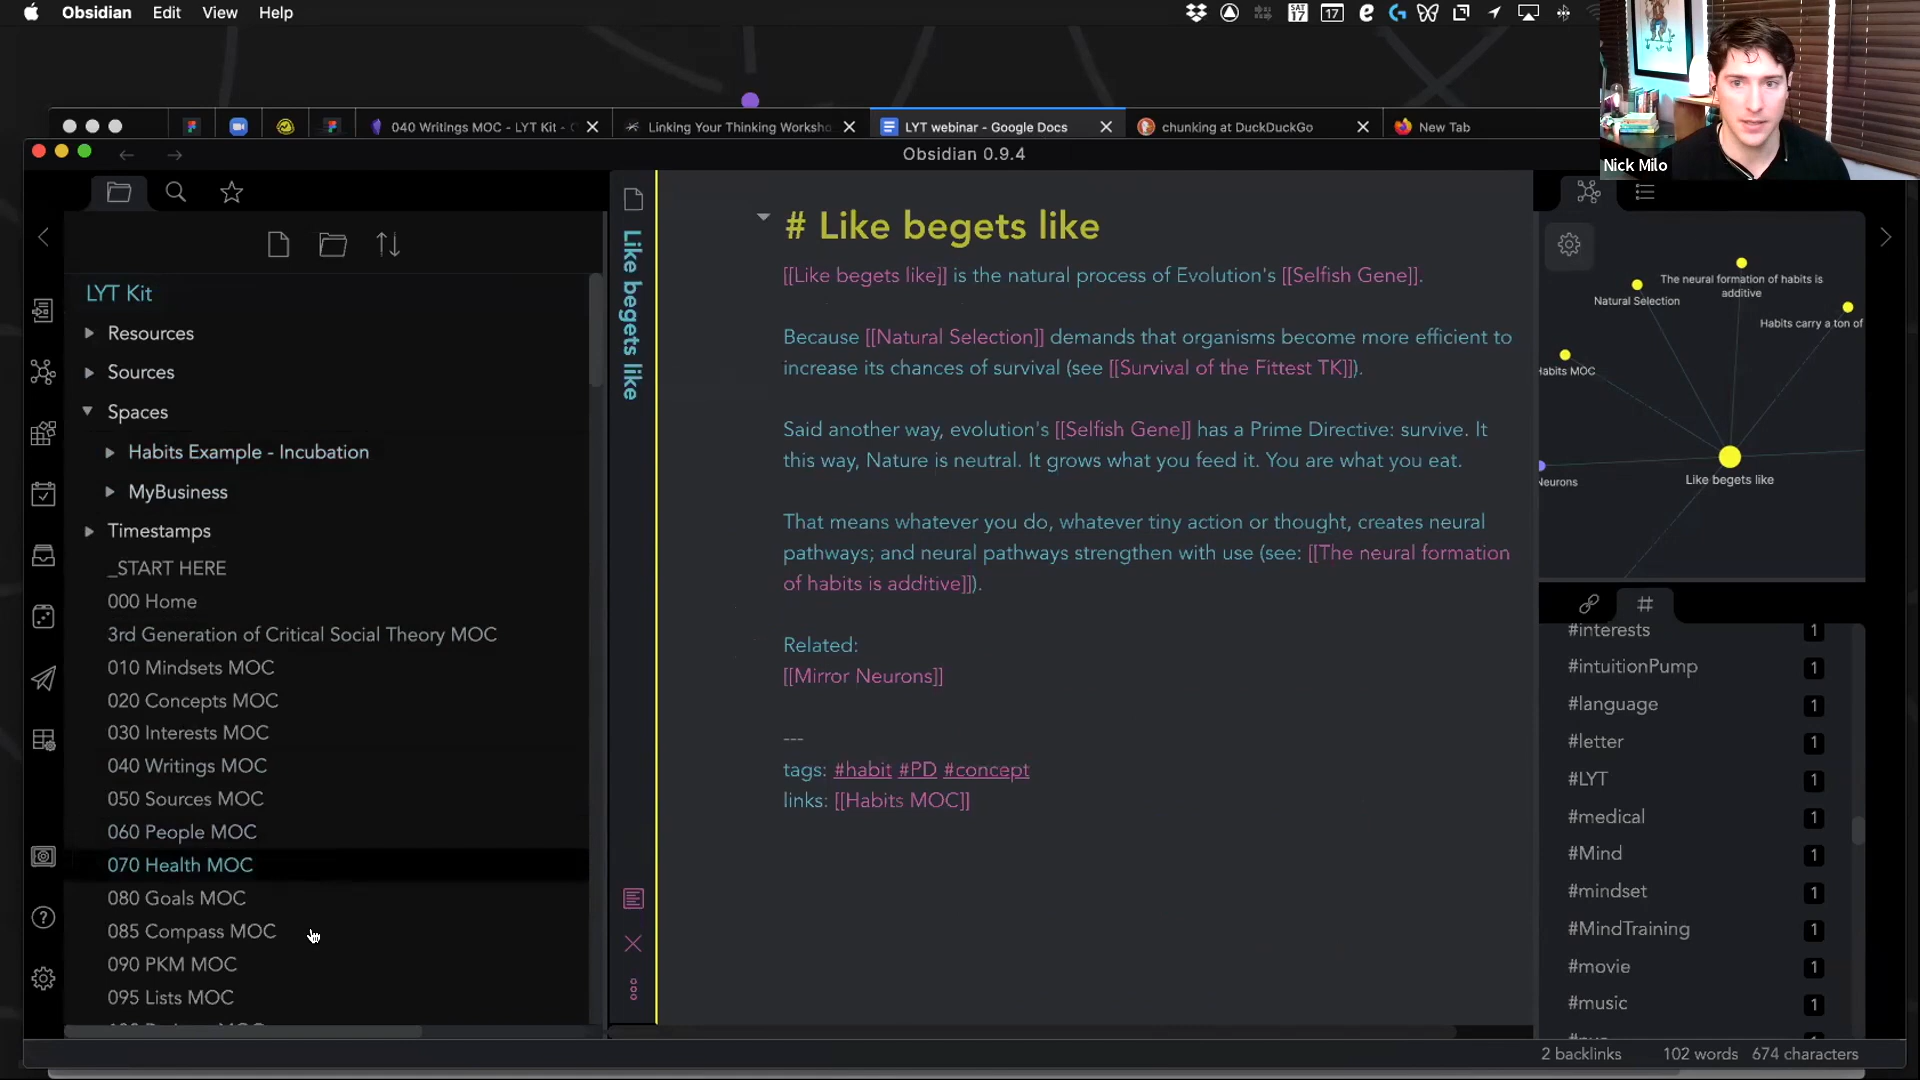 Obsidian Edit View Help
SAT 17 17
Nick Milo
040 Writings MOC - LYT Kit -
Linking Your Thinking Worksho
LYT webinar - Google Docs
chunking at DuckDuckGo
New Tab
Obsidian 0.9.4
LYT Kit
Resources
Sources
Spaces
Habits Example - Incubation
MyBusiness
Timestamps
_START HERE
000 Home
3rd Generation of Critical Social Theory MOC
010 Mindsets MOC
020 Concepts MOC
030 Interests MOC
040 Writings MOC
050 Sources MOC
060 People MOC
070 Health MOC
080 Goals MOC
085 Compass MOC
090 PKM MOC
095 Lists MOC
Like begets like
# Like begets like
[[Like begets like]] is the natural process of Evolution's [[Selfish Gene]].
Because [[Natural Selection]] demands that organisms become more efficient to
increase its chances of survival (see [[Survival of the Fittest TK]]).
Said another way, evolution's [[Selfish Gene]] has a Prime Directive: survive. It
this way, Nature is neutral. It grows what you feed it. You are what you eat.
That means whatever you do, whatever tiny action or thought, creates neural
pathways; and neural pathways strengthen with use (see: [[The neural formation
of habits is additive]]).
Related:
[[Mirror Neurons]]
---
tags: #habit #PD #concept
links: [[Habits MOC]]
The neural formation of habits is
additive
Natural Selection
Habits carry a ton of
Habits MOC
Neurons
Like begets like
#interests 1
#intuitionPump 1
#language 1
#letter 1
#LYT 1
#medical 1
#Mind 1
#mindset 1
#MindTraining 1
#movie 1
#music 1
2 backlinks 102 words 674 characters